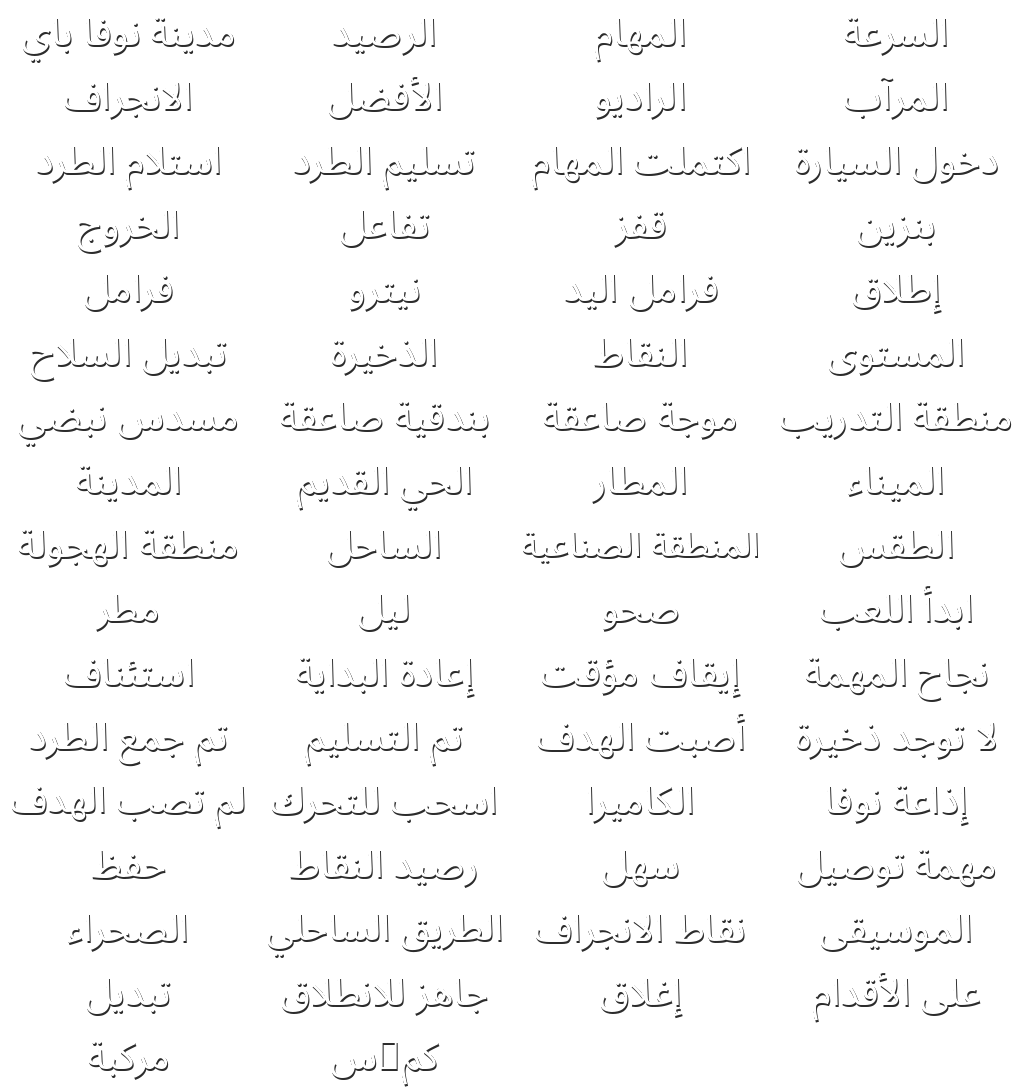 السرعة المهام الرصيد مدينة نوفا باي
المرآب الراديو الأفضل الانجراف
دخول السيارة اكتملت المهام تسليم الطرد استلام الطرد
بنزين قفز تفاعل الخروج
إطلاق فرامل اليد نيترو فرامل
المستوى النقاط الذخيرة تبديل السلاح
منطقة التدريب موجة صاعقة بندقية صاعقة مسدس نبضي
الميناء المطار الحي القديم المدينة
الطقس المنطقة الصناعية الساحل منطقة الهجولة
ابدأ اللعب صحو ليل مطر
نجاح المهمة إيقاف مؤقت إعادة البداية استئناف
لا توجد ذخيرة أصبت الهدف تم التسليم تم جمع الطرد
إذاعة نوفا الكاميرا اسحب للتحرك لم تصب الهدف
مهمة توصيل سهل رصيد النقاط حفظ
الموسيقى نقاط الانجراف الطريق الساحلي الصحراء
على الأقدام إغلاق جاهز للانطلاق تبديل
كم▯س مركبة